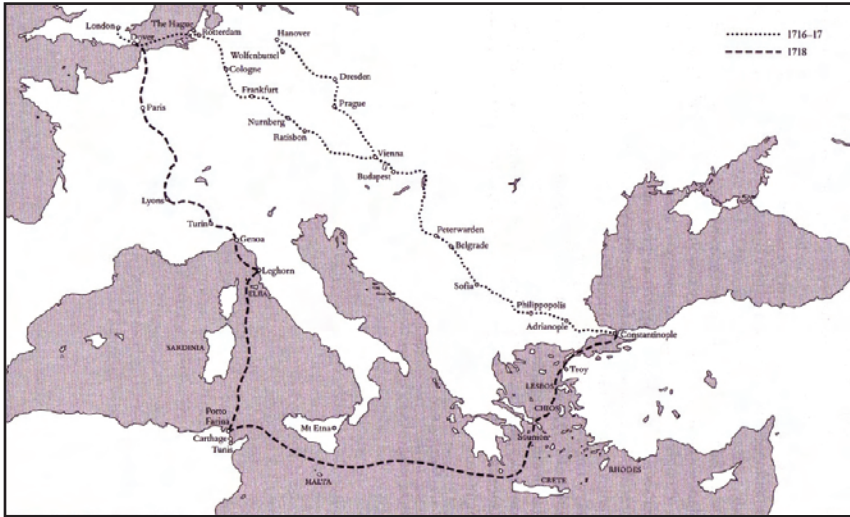 London
The Hague
Dover
Rotterdam
Hanover
Wolfenbuttel
Cologne
Dresden
Frankfurt
Prague
Paris
Nurnberg
Ratisbon
Vienna
Budapest
Lyons
Turin
Genoa
Peterwarden
Belgrade
Leghorn
ELBA
Sofia
Philippopolis
Adrianople
Constantinople
SARDINIA
Troy
LESBOS
CHIOS
Porto
Farina
Carthage
Tunis
Mt Etna
MALTA
CRETE
RHODES
1716–17
1718